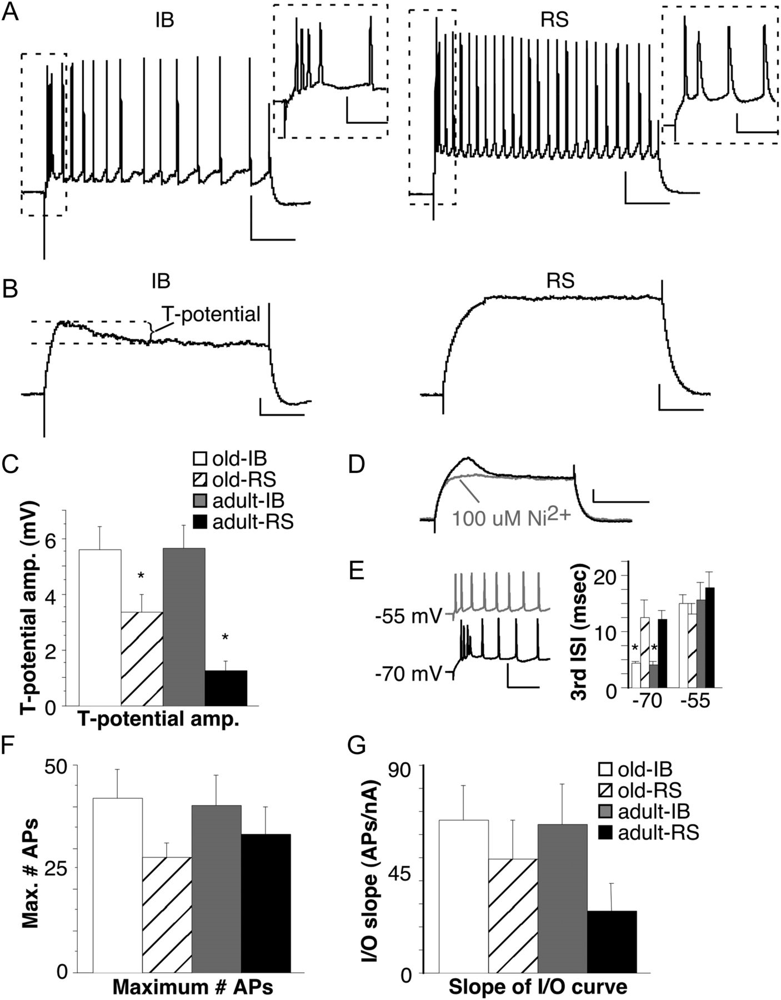 A
IB
RS
B
IB
RS
T-potential
C
old-IB
old-RS
adult-IB
adult-RS
T-potential amp. (mV)
6
4
2
0
*
*
T-potential amp.
D
100 uM Ni2+
E
-55 mV
-70 mV
3rd ISI (msec)
20
10
0
*
*
-70
-55
F
Max. # APs
50
25
0
Maximum # APs
G
I/O slope (APs/nA)
90
45
0
old-IB
old-RS
adult-IB
adult-RS
Slope of I/O curve